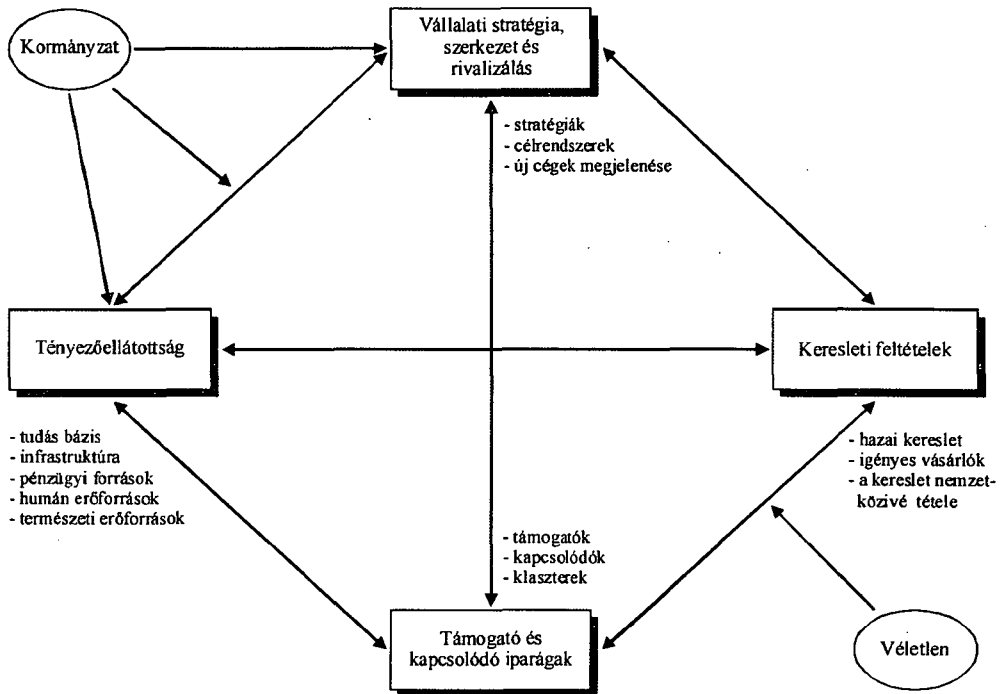 Kormányzat
Vállalati stratégia,
szerkezet és
rivalizálás
- stratégiák
- célrendszerek
- új cégek megjelenése
Tényezőellátottság
Keresleti feltételek
- tudás bázis
- infrastruktúra
- pénzügyi források
- humán erőforrások
- természeti erőforrások
- hazai kereslet
- igényes vásárlók
- a kereslet nemzet-
közivé tétele
- támogatók
- kapcsolódók
- klaszterek
Támogató és
kapcsolódó iparágak
Véletlen